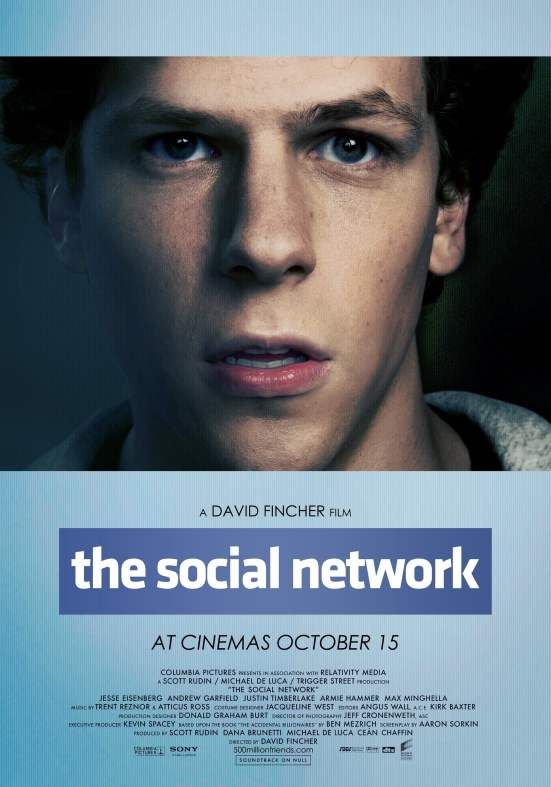 A DAVID FINCHER FILM
the social network
AT CINEMAS OCTOBER 15
COLUMBIA PICTURES PRESENTS IN ASSOCIATION WITH RELATIVITY MEDIA
A SCOTT RUDIN / MICHAEL DE LUCA / TRIGGER STREET PRODUCTION
"THE SOCIAL NETWORK"
JESSE EISENBERG ANDREW GARFIELD JUSTIN TIMBERLAKE ARMIE HAMMER MAX MINGHELLA
MUSIC BY TRENT REZNOR & ATTICUS ROSS COSTUME DESIGNER JACQUELINE WEST EDITORS ANGUS WALL, A.C.E KIRK BAXTER
PRODUCTION DESIGNER DONALD GRAHAM BURT DIRECTOR OF PHOTOGRAPHY JEFF CRONENWETH, ASC
EXECUTIVE PRODUCER KEVIN SPACEY BASED UPON THE BOOK "THE ACCIDENTAL BILLIONAIRES" BY BEN MEZRICH SCREENPLAY BY AARON SORKIN
PRODUCED BY SCOTT RUDIN DANA BRUNETTI MICHAEL DE LUCA CEÁN CHAFFIN
DIRECTED BY DAVID FINCHER
COLUMBIA PICTURES SONY 500millionfriends.com
SOUNDTRACK ON NULL